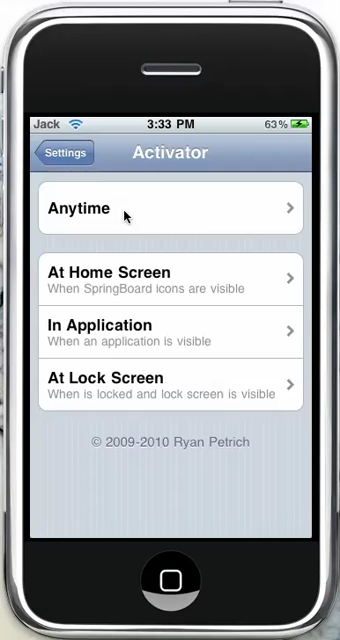 Jack 3:33 PM 63%
Settings Activator
Anytime
At Home Screen
When SpringBoard icons are visible
In Application
When an application is visible
At Lock Screen
When is locked and lock screen is visible
© 2009-2010 Ryan Petrich